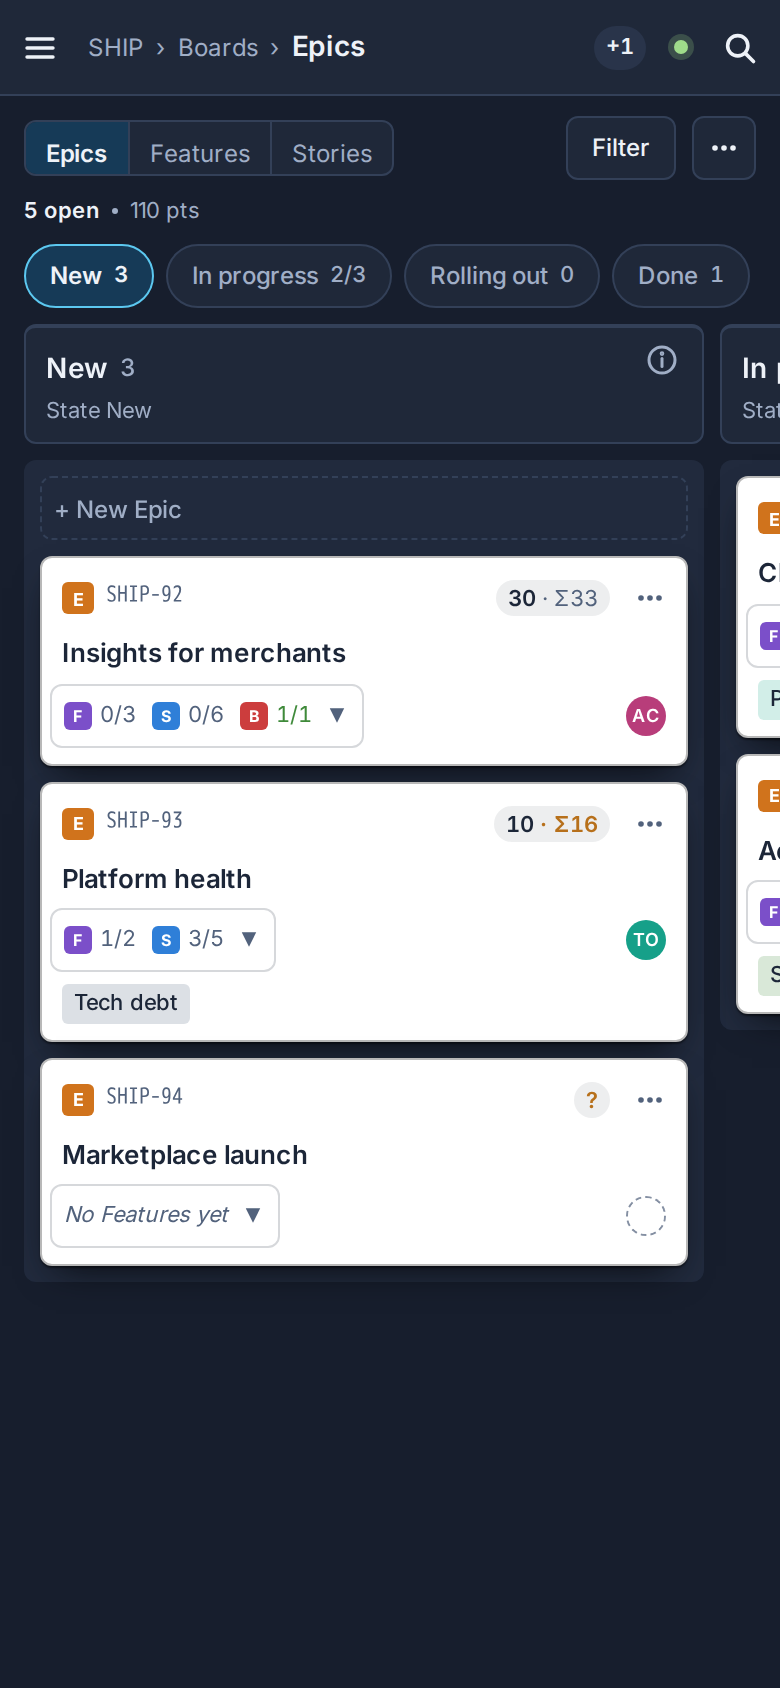 SHIP › Boards › Epics +1
Epics Features Stories Filter •••
5 open • 110 pts
New 3 In progress 2/3 Rolling out 0 Done 1
New 3
State New
+ New Epic
E SHIP-92 30 · Σ33
Insights for merchants
F 0/3 S 0/6 B 1/1 ▼ AC
E SHIP-93 10 · Σ16
Platform health
F 1/2 S 3/5 ▼ TO
Tech debt
E SHIP-94 ?
Marketplace launch
No Features yet ▼
In
Stat
E
F
E
F